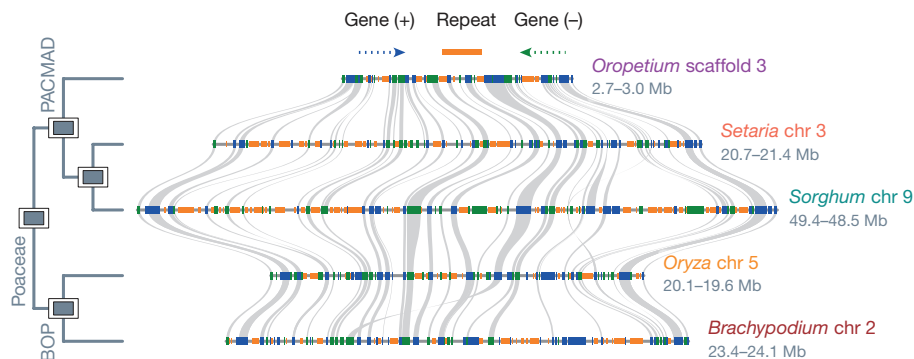 Gene (+) Repeat Gene (–)
PACMAD
Oropetium scaffold 3
2.7–3.0 Mb
Setaria chr 3
20.7–21.4 Mb
Sorghum chr 9
49.4–48.5 Mb
Poaceae
Oryza chr 5
20.1–19.6 Mb
BOP
Brachypodium chr 2
23.4–24.1 Mb